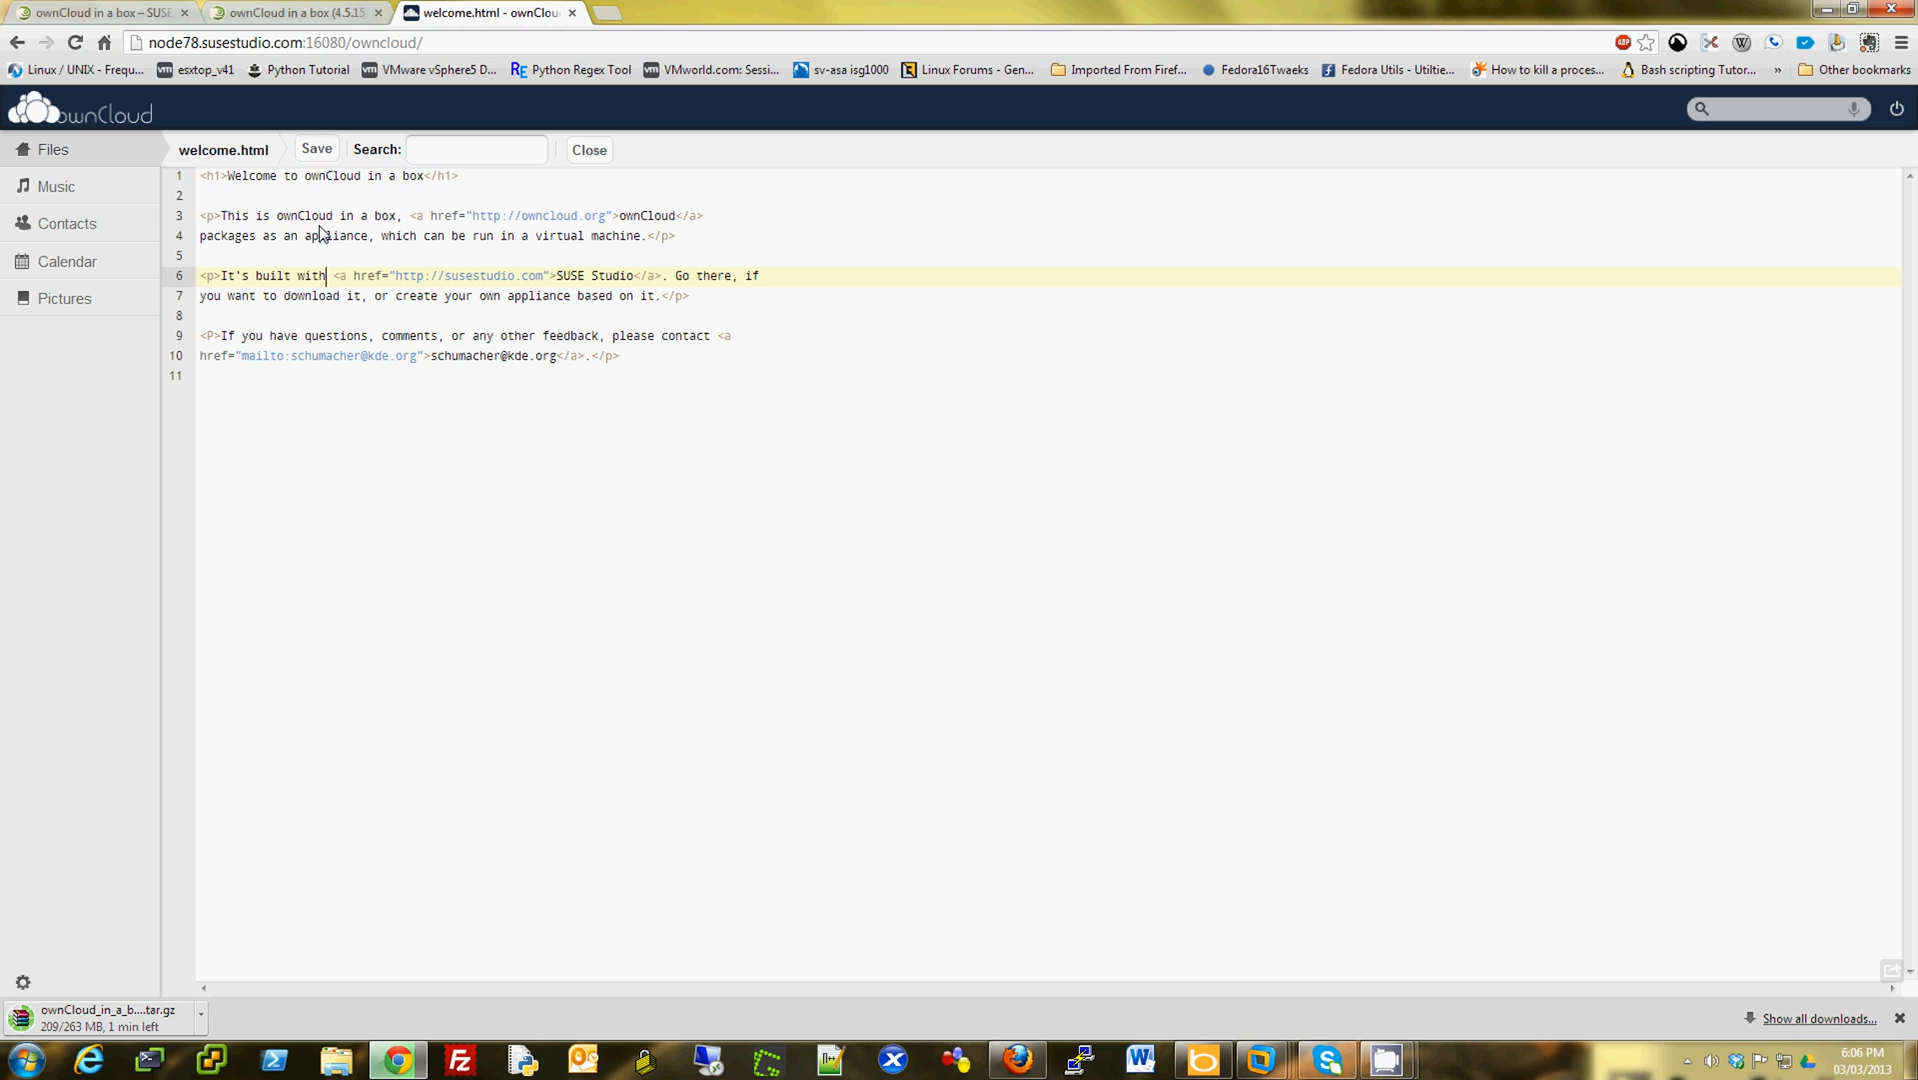 ownCloud in a box – SUSE
ownCloud in a box (4.5.15
welcome.html - ownClou
node78.susestudio.com:16080/owncloud/
Linux / UNIX - Frequ...
esxtop_v41
Python Tutorial
VMware vSphere5 D...
Python Regex Tool
VMworld.com: Sessi...
sv-asa isg1000
Linux Forums - Gen...
Imported From Firef...
Fedora16Twaeks
Fedora Utils - Utiltie...
How to kill a proces...
Bash scripting Tutor...
»
Other bookmarks
ownCloud
Files
welcome.html
Save
Search:
Close
Music
Contacts
Calendar
Pictures
1 <h1>Welcome to ownCloud in a box</h1>
2
3 <p>This is ownCloud in a box, <a href="http://owncloud.org">ownCloud</a>
4 packages as an appliance, which can be run in a virtual machine.</p>
5
6 <p>It's built with <a href="http://susestudio.com">SUSE Studio</a>. Go there, if
7 you want to download it, or create your own appliance based on it.</p>
8
9 <P>If you have questions, comments, or any other feedback, please contact <a
10 href="mailto:schumacher@kde.org">schumacher@kde.org</a>.</p>
11
ownCloud_in_a_b....tar.gz
209/263 MB, 1 min left
Show all downloads...
6:06 PM
03/03/2013